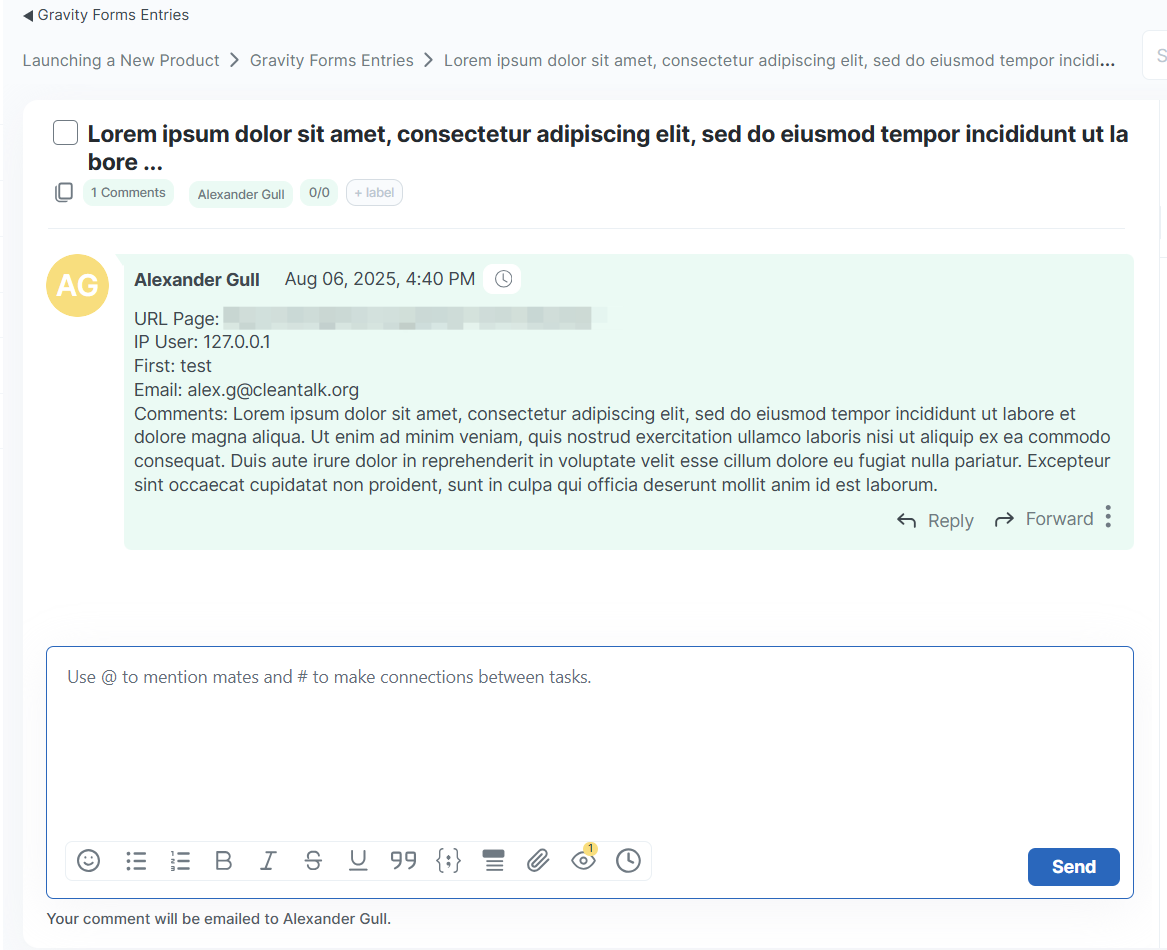 ◀ Gravity Forms Entries
Launching a New Product > Gravity Forms Entries > Lorem ipsum dolor sit amet, consectetur adipiscing elit, sed do eiusmod tempor incidi...
S
Lorem ipsum dolor sit amet, consectetur adipiscing elit, sed do eiusmod tempor incididunt ut la
bore ...
1 Comments Alexander Gull 0/0 + label
AG
Alexander Gull Aug 06, 2025, 4:40 PM
URL Page:
IP User: 127.0.0.1
First: test
Email: alex.g@cleantalk.org
Comments: Lorem ipsum dolor sit amet, consectetur adipiscing elit, sed do eiusmod tempor incididunt ut labore et
dolore magna aliqua. Ut enim ad minim veniam, quis nostrud exercitation ullamco laboris nisi ut aliquip ex ea commodo
consequat. Duis aute irure dolor in reprehenderit in voluptate velit esse cillum dolore eu fugiat nulla pariatur. Excepteur
sint occaecat cupidatat non proident, sunt in culpa qui officia deserunt mollit anim id est laborum.
Reply Forward
Use @ to mention mates and # to make connections between tasks.
1
Send
Your comment will be emailed to Alexander Gull.